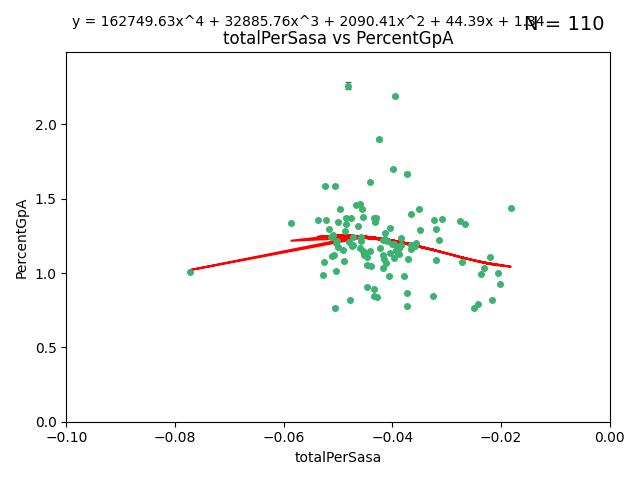 y = 162749.63x^4 + 32885.76x^3 + 2090.41x^2 + 44.39x + 1.34
N = 110
totalPerSasa vs PercentGpA
PercentGpA
2.0
1.5
1.0
0.5
0.0
-0.10 -0.08 -0.06 -0.04 -0.02 0.00
totalPerSasa